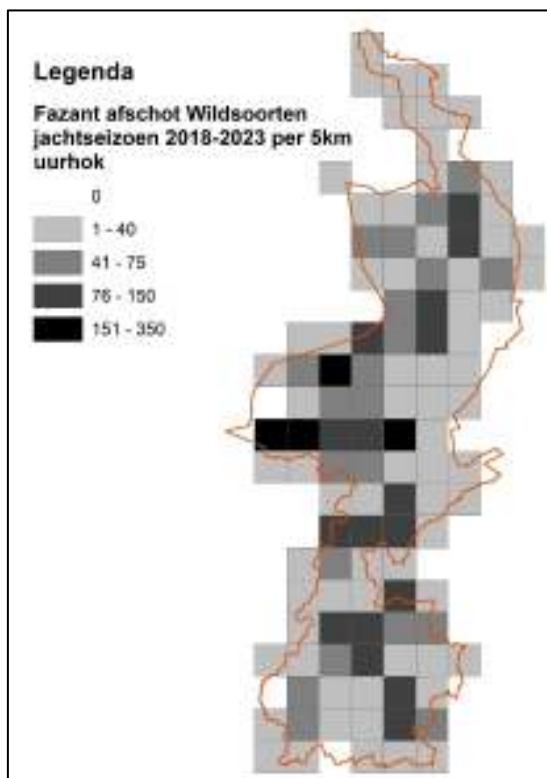 Legenda
Fazant afschot Wildsoorten
jachtseizoen 2018-2023 per 5km
uurhok
0
1 - 40
41 - 75
76 - 150
151 - 350